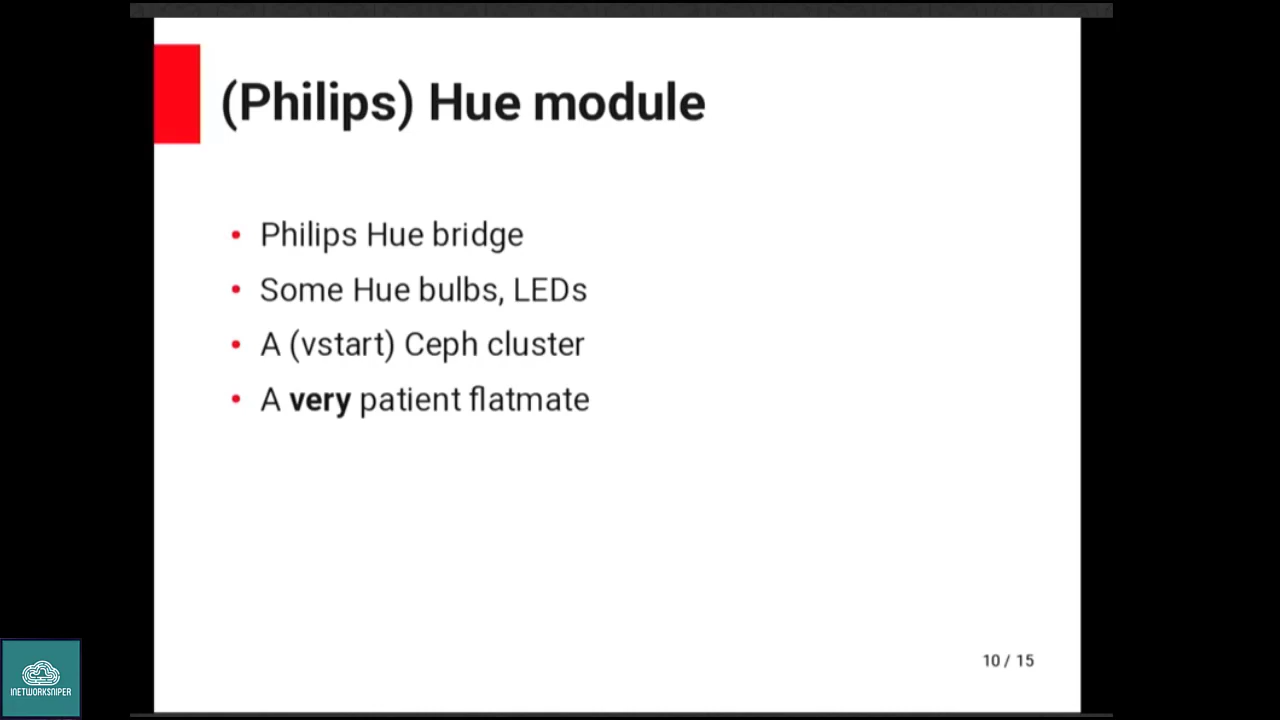 (Philips) Hue module
• Philips Hue bridge
• Some Hue bulbs, LEDs
• A (vstart) Ceph cluster
• A very patient flatmate
10 / 15
INETWORKSNIPER